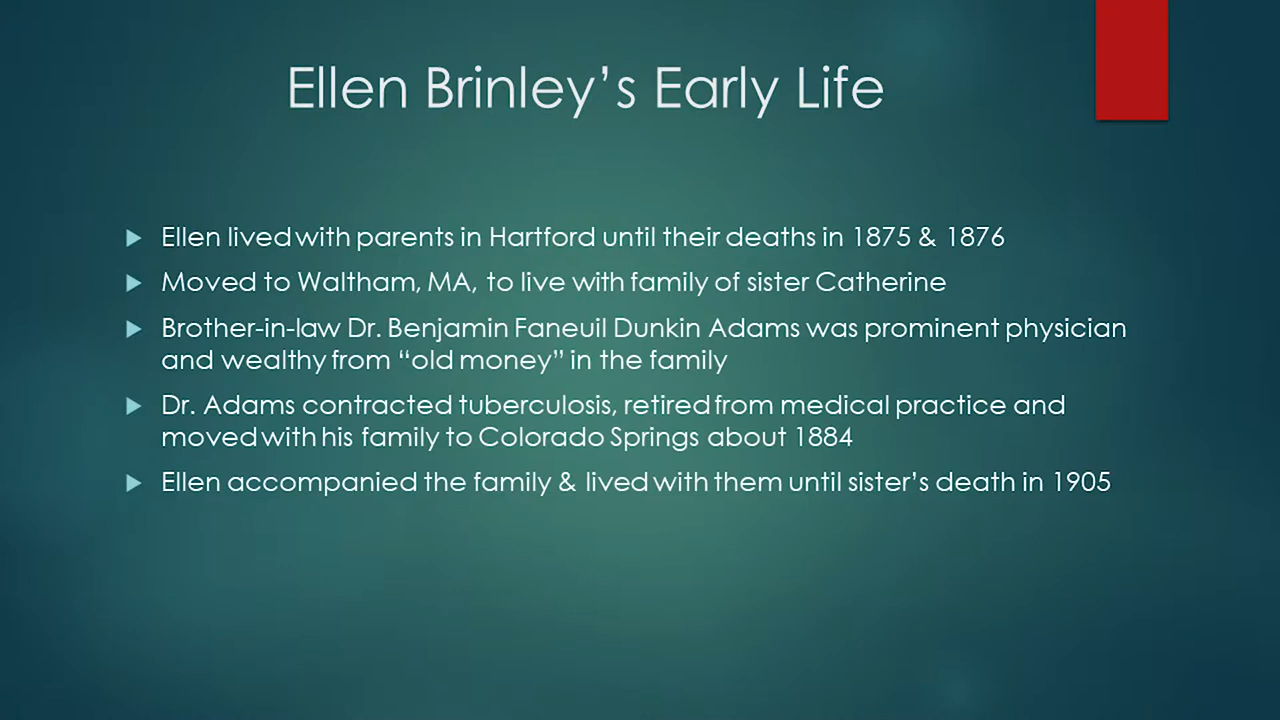 Ellen Brinley’s Early Life
Ellen lived with parents in Hartford until their deaths in 1875 & 1876
Moved to Waltham, MA, to live with family of sister Catherine
Brother-in-law Dr. Benjamin Faneuil Dunkin Adams was prominent physician
and wealthy from “old money” in the family
Dr. Adams contracted tuberculosis, retired from medical practice and
moved with his family to Colorado Springs about 1884
Ellen accompanied the family & lived with them until sister’s death in 1905